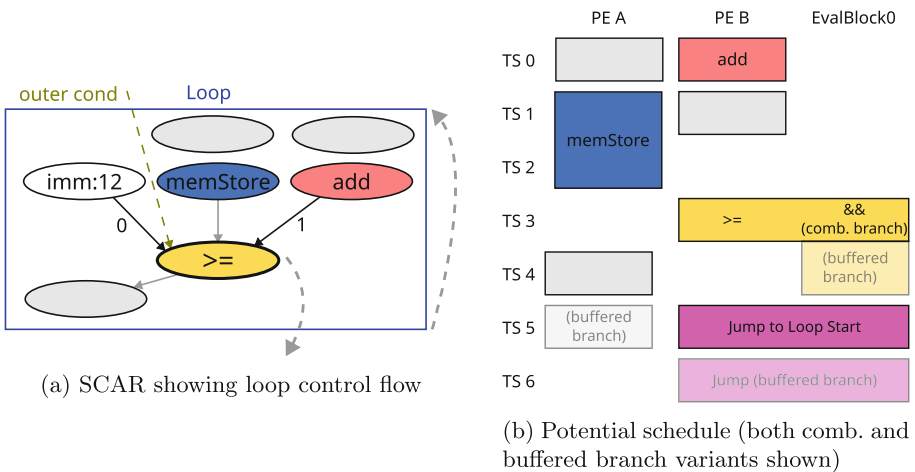 outer cond
Loop
imm:12
memStore
add
0
1
>=
(a) SCAR showing loop control flow
PE A
PE B
EvalBlock0
TS 0
add
TS 1
memStore
TS 2
TS 3
>=
&&
(comb. branch)
TS 4
(buffered
branch)
TS 5
(buffered
branch)
Jump to Loop Start
TS 6
Jump (buffered branch)
(b) Potential schedule (both comb. and
buffered branch variants shown)